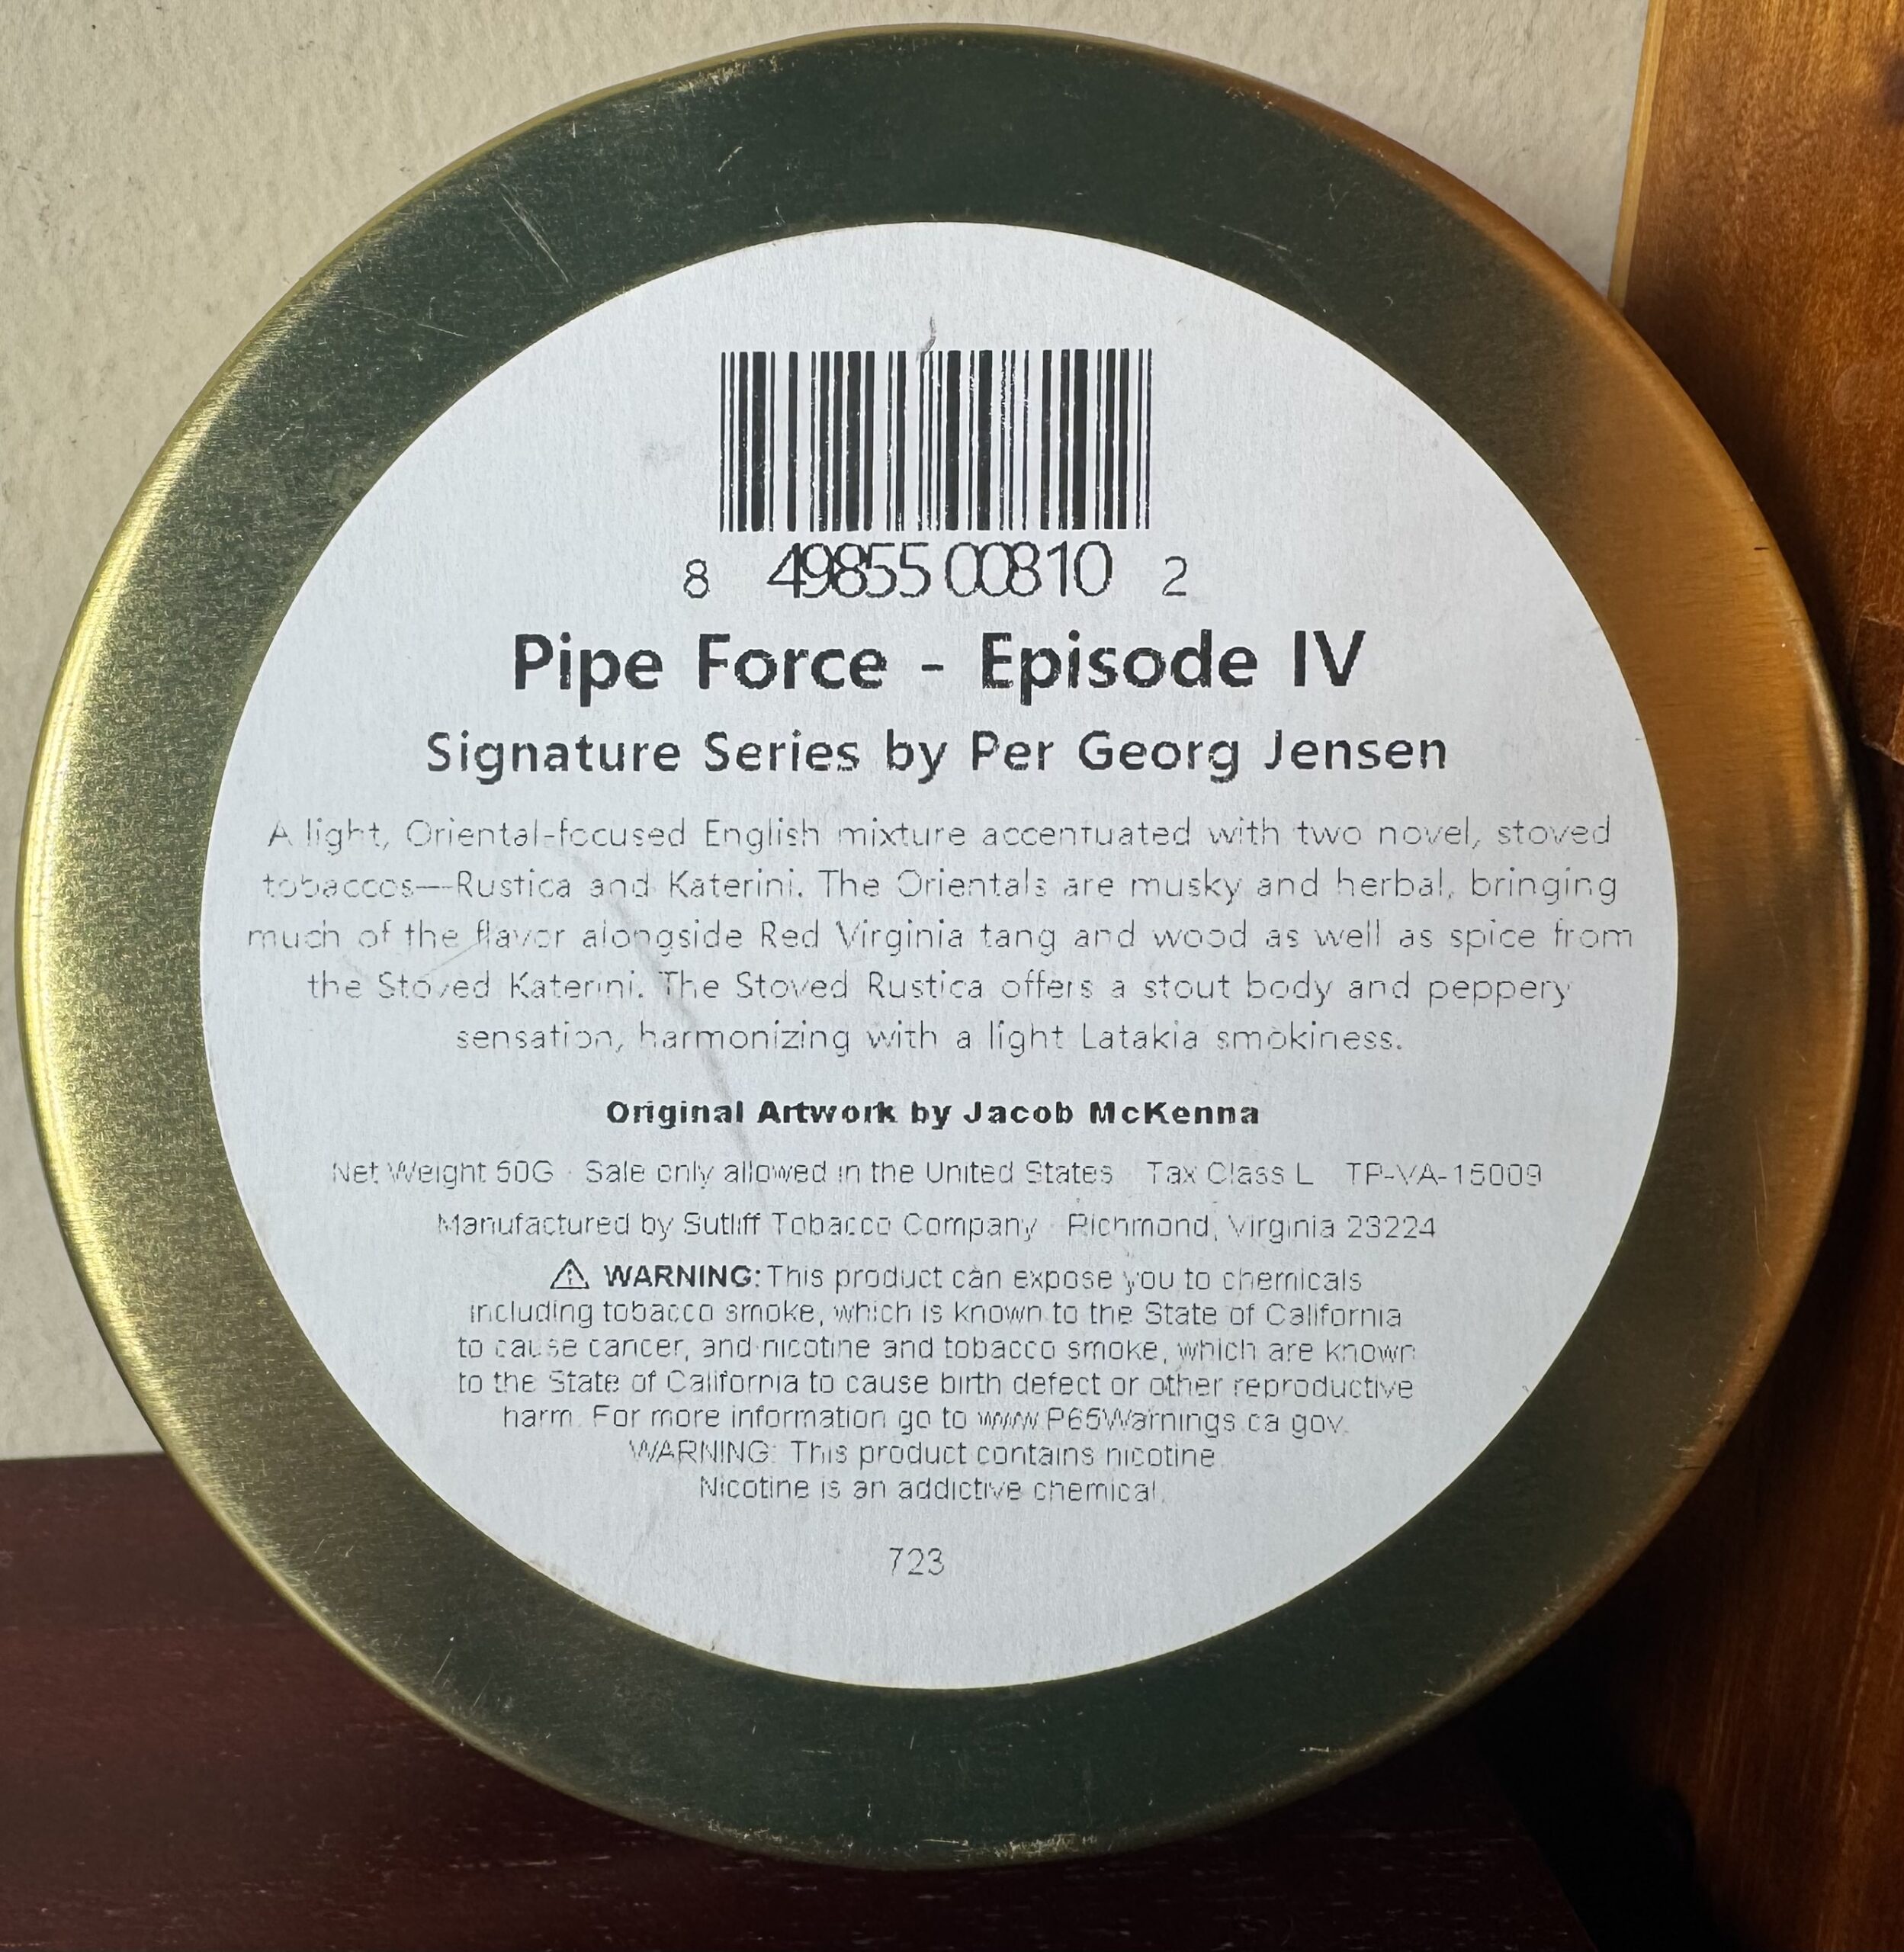 8 49855 00810 2
Pipe Force - Episode IV
Signature Series by Per Georg Jensen
A light, Oriental-focused English mixture accentuated with two novel, stoved
tobaccos—Rustica and Katerini. The Orientals are musky and herbal, bringing
much of the flavor alongside Red Virginia tang and wood as well as spice from
the Stoved Katerini. The Stoved Rustica offers a stout body and peppery
sensation, harmonizing with a light Latakia smokiness.
Original Artwork by Jacob McKenna
Net Weight 50G · Sale only allowed in the United States Tax Class L TP-VA-15009
Manufactured by Sutliff Tobacco Company · Richmond, Virginia 23224
⚠ WARNING: This product can expose you to chemicals
including tobacco smoke, which is known to the State of California
to cause cancer, and nicotine and tobacco smoke, which are known
to the State of California to cause birth defect or other reproductive
harm. For more information go to www.P65Warnings.ca.gov.
WARNING: This product contains nicotine.
Nicotine is an addictive chemical.
723